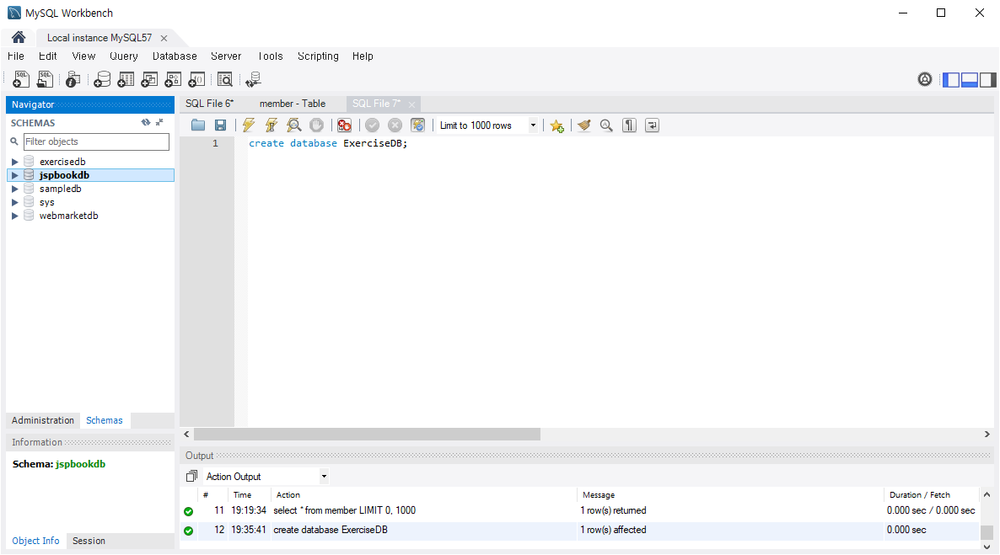 MySQL Workbench
Local instance MySQL57
File Edit View Query Database Server Tools Scripting Help
Navigator
SCHEMAS
Filter objects
exercisedb
jspbookdb
sampledb
sys
webmarketdb
Administration Schemas
Information
Schema: jspbookdb
Object Info Session
SQL File 6* member - Table SQL File 7*
Limit to 1000 rows
1 create database ExerciseDB;
Output
Action Output
# Time Action Message Duration / Fetch
11 19:19:34 select * from member LIMIT 0, 1000 1 row(s) returned 0.000 sec / 0.000 sec
12 19:35:41 create database ExerciseDB 1 row(s) affected 0.000 sec